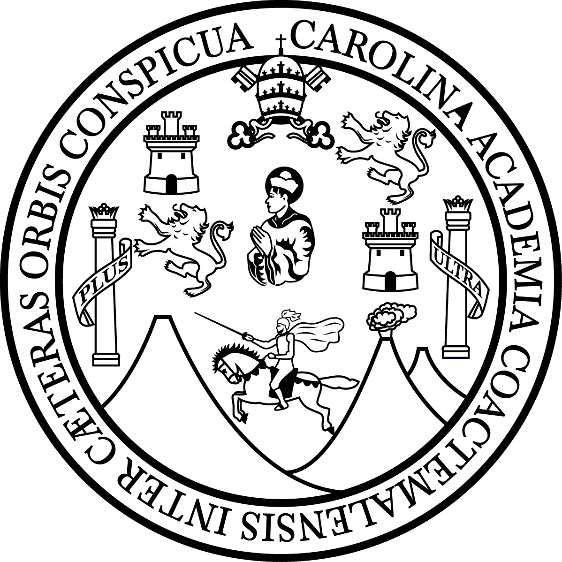 CAROLINA ACADEMIA COACTEMALENSIS INTER CÆTERAS ORBIS CONSPICUA
PLUS
ULTRA